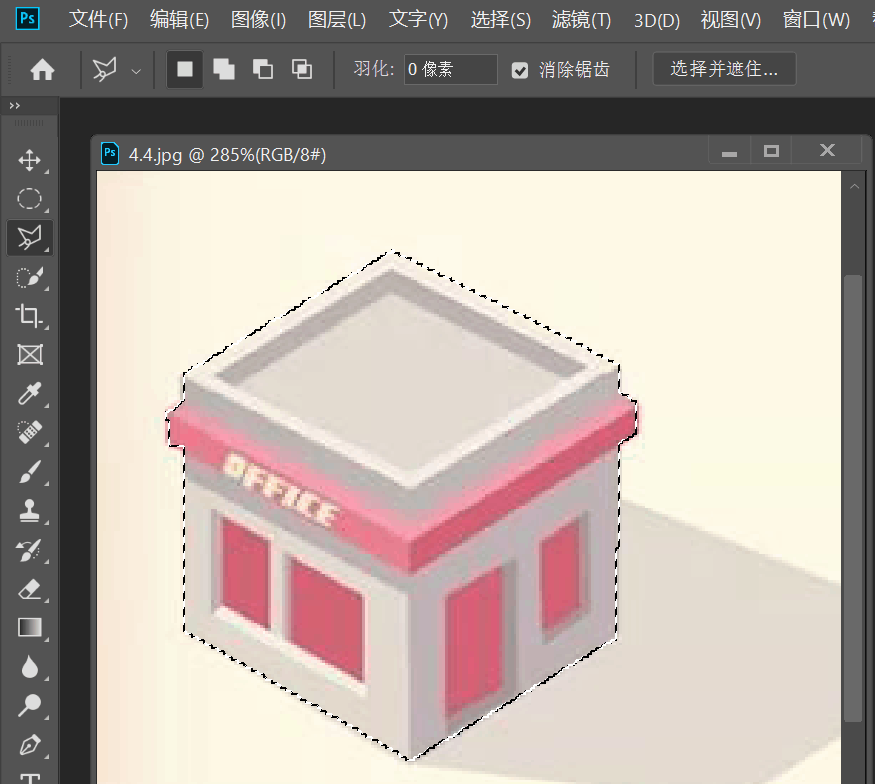 Ps 文件(F) 编辑(E) 图像(I) 图层(L) 文字(Y) 选择(S) 滤镜(T) 3D(D) 视图(V) 窗口(W)
羽化: 0 像素 消除锯齿 选择并遮住...
Ps 4.4.jpg @ 285%(RGB/8#)
OFFICE